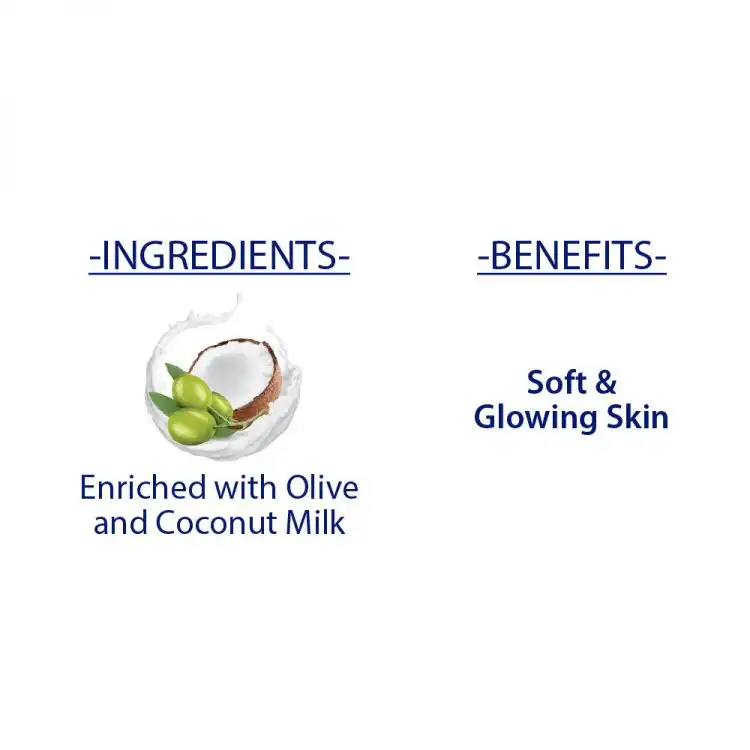 -INGREDIENTS-
Enriched with Olive
and Coconut Milk
-BENEFITS-
Soft &
Glowing Skin